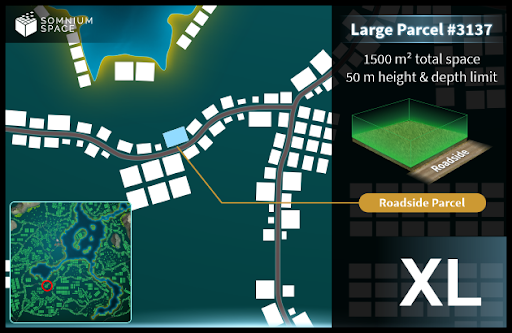 SOMNIUM
SPACE
Large Parcel #3137
1500 m² total space
50 m height & depth limit
Roadside
Roadside Parcel
XL